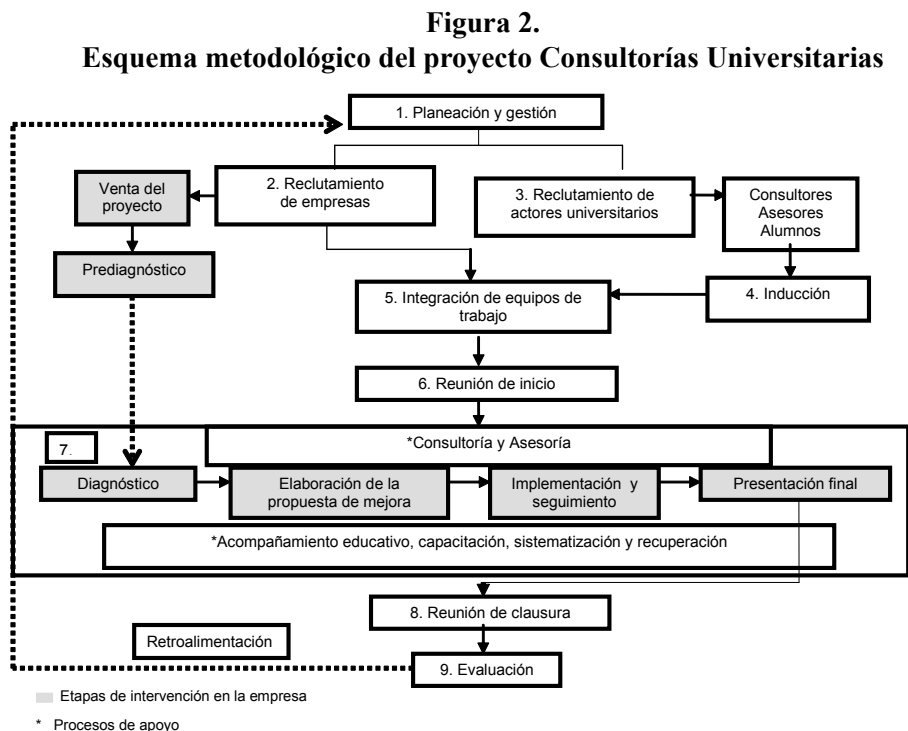 Figura 2.
Esquema metodológico del proyecto Consultorías Universitarias
1. Planeación y gestión
Venta del
proyecto
2. Reclutamiento
de empresas
3. Reclutamiento de
actores universitarios
Consultores
Asesores
Alumnos
Prediagnóstico
5. Integración de equipos de
trabajo
4. Inducción
6. Reunión de inicio
7.
*Consultoría y Asesoría
Diagnóstico
Elaboración de la
propuesta de mejora
Implementación y
seguimiento
Presentación final
*Acompañamiento educativo, capacitación, sistematización y recuperación
8. Reunión de clausura
Retroalimentación
9. Evaluación
Etapas de intervención en la empresa
* Procesos de apoyo